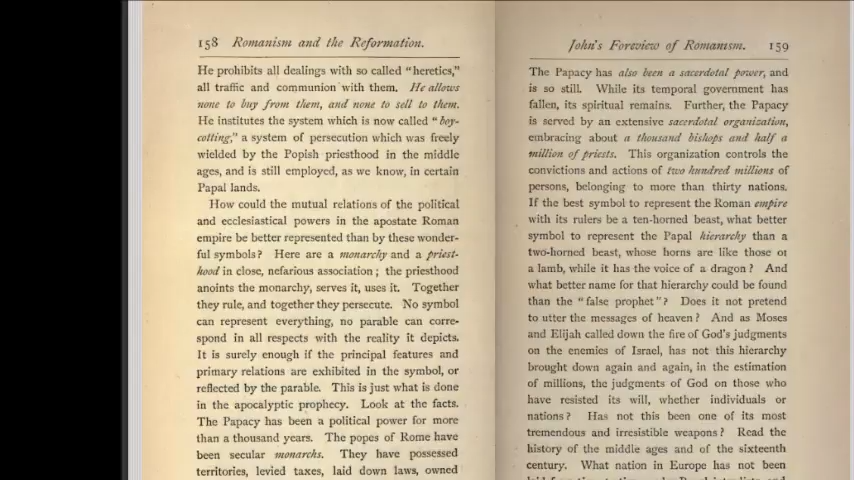 158 Romanism and the Reformation.
He prohibits all dealings with so called "heretics,"
all traffic and communion with them. He allows
none to buy from them, and none to sell to them.
He institutes the system which is now called "boy-
cotting," a system of persecution which was freely
wielded by the Popish priesthood in the middle
ages, and is still employed, as we know, in certain
Papal lands.
How could the mutual relations of the political
and ecclesiastical powers in the apostate Roman
empire be better represented than by these wonder-
ful symbols? Here are a monarchy and a priest-
hood in close, nefarious association; the priesthood
anoints the monarchy, serves it, uses it. Together
they rule, and together they persecute. No symbol
can represent everything, no parable can corre-
spond in all respects with the reality it depicts.
It is surely enough if the principal features and
primary relations are exhibited in the symbol, or
reflected by the parable. This is just what is done
in the apocalyptic prophecy. Look at the facts.
The Papacy has been a political power for more
than a thousand years. The popes of Rome have
been secular monarchs. They have possessed
territories, levied taxes, laid down laws, owned
John's Foreview of Romanism. 159
The Papacy has also been a sacerdotal power, and
is so still. While its temporal government has
fallen, its spiritual remains. Further, the Papacy
is served by an extensive sacerdotal organization,
embracing about a thousand bishops and half a
million of priests. This organization controls the
convictions and actions of two hundred millions of
persons, belonging to more than thirty nations.
If the best symbol to represent the Roman empire
with its rulers be a ten-horned beast, what better
symbol to represent the Papal hierarchy than a
two-horned beast, whose horns are like those of
a lamb, while it has the voice of a dragon? And
what better name for that hierarchy could be found
than the "false prophet"? Does it not pretend
to utter the messages of heaven? And as Moses
and Elijah called down the fire of God's judgments
on the enemies of Israel, has not this hierarchy
brought down again and again, in the estimation
of millions, the judgments of God on those who
have resisted its will, whether individuals or
nations? Has not this been one of its most
tremendous and irresistible weapons? Read the
history of the middle ages and of the sixteenth
century. What nation in Europe has not been